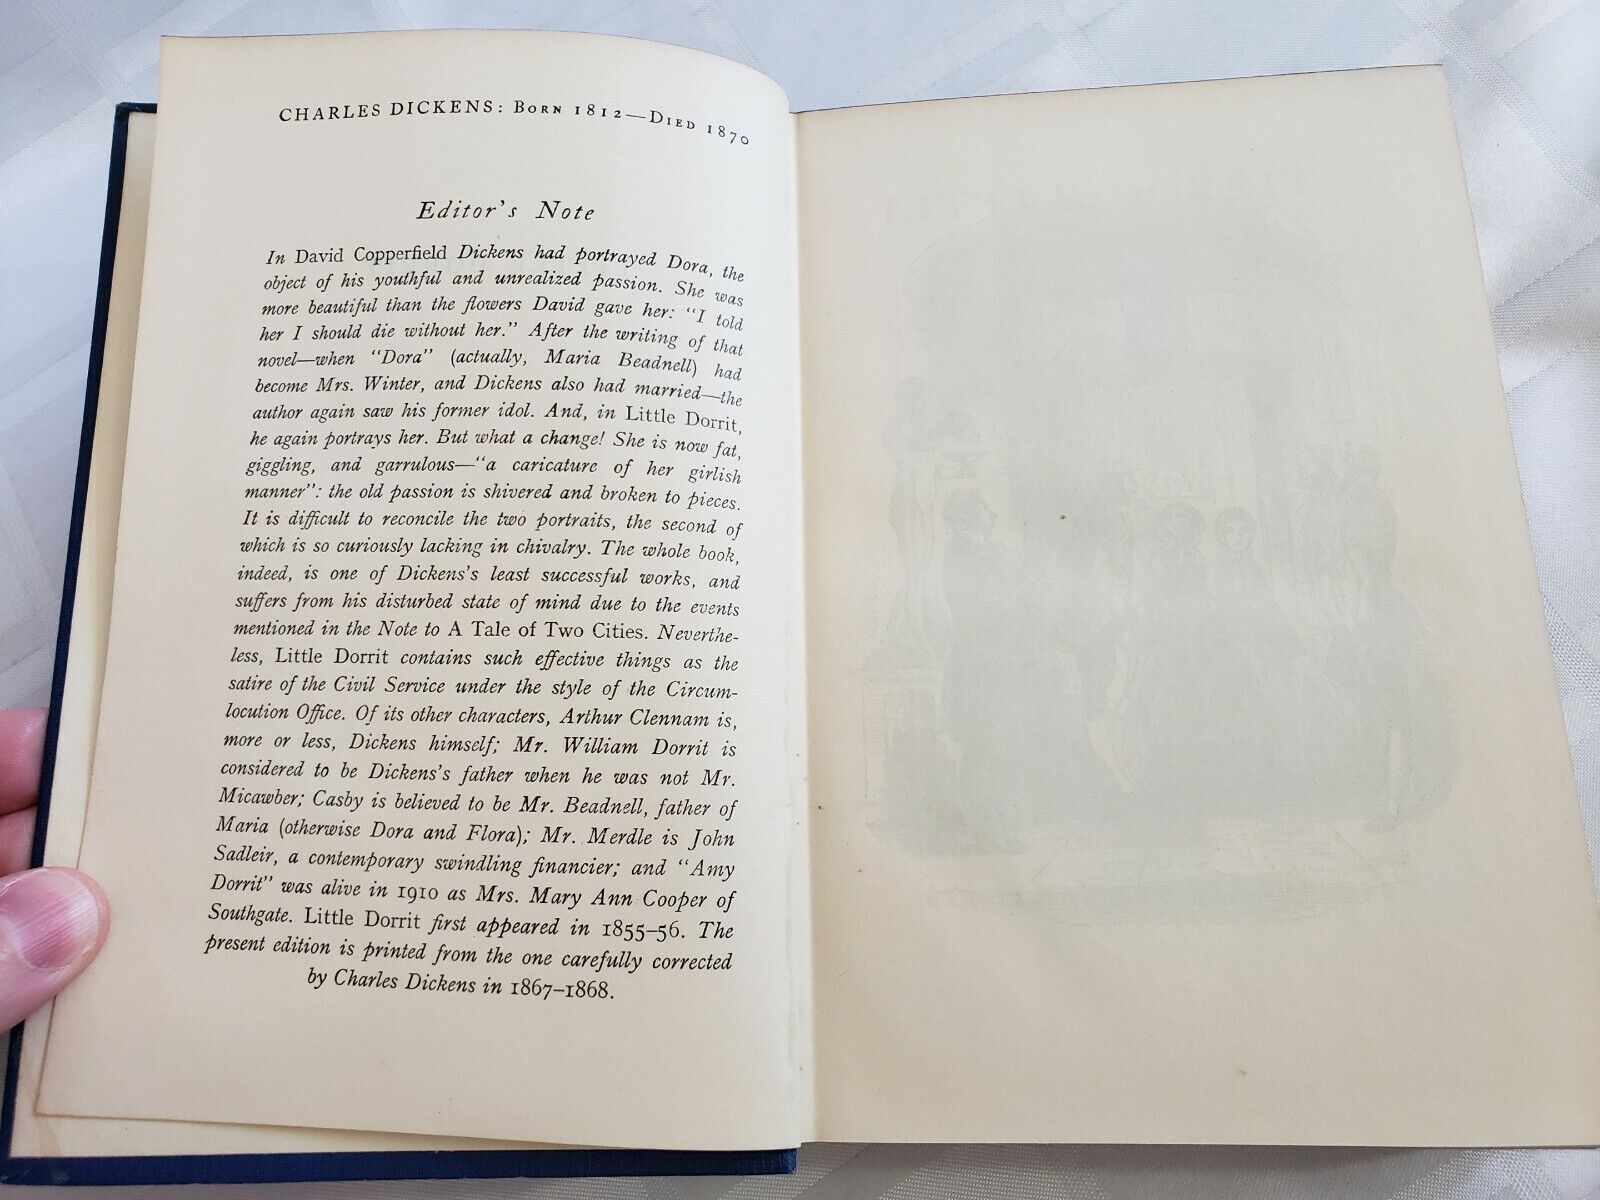 CHARLES DICKENS: BORN 1812—DIED 1870
Editor's Note
In David Copperfield Dickens had portrayed Dora, the
object of his youthful and unrealized passion. She was
more beautiful than the flowers David gave her: "I told
her I should die without her." After the writing of that
novel—when "Dora" (actually, Maria Beadnell) had
become Mrs. Winter, and Dickens also had married—the
author again saw his former idol. And, in Little Dorrit,
he again portrays her. But what a change! She is now fat,
giggling, and garrulous—"a caricature of her girlish
manner": the old passion is shivered and broken to pieces.
It is difficult to reconcile the two portraits, the second of
which is so curiously lacking in chivalry. The whole book,
indeed, is one of Dickens's least successful works, and
suffers from his disturbed state of mind due to the events
mentioned in the Note to A Tale of Two Cities. Neverthe-
less, Little Dorrit contains such effective things as the
satire of the Civil Service under the style of the Circum-
locution Office. Of its other characters, Arthur Clennam is,
more or less, Dickens himself; Mr. William Dorrit is
considered to be Dickens's father when he was not Mr.
Micawber; Casby is believed to be Mr. Beadnell, father of
Maria (otherwise Dora and Flora); Mr. Merdle is John
Sadleir, a contemporary swindling financier; and "Amy
Dorrit" was alive in 1910 as Mrs. Mary Ann Cooper of
Southgate. Little Dorrit first appeared in 1855–56. The
present edition is printed from the one carefully corrected
by Charles Dickens in 1867–1868.